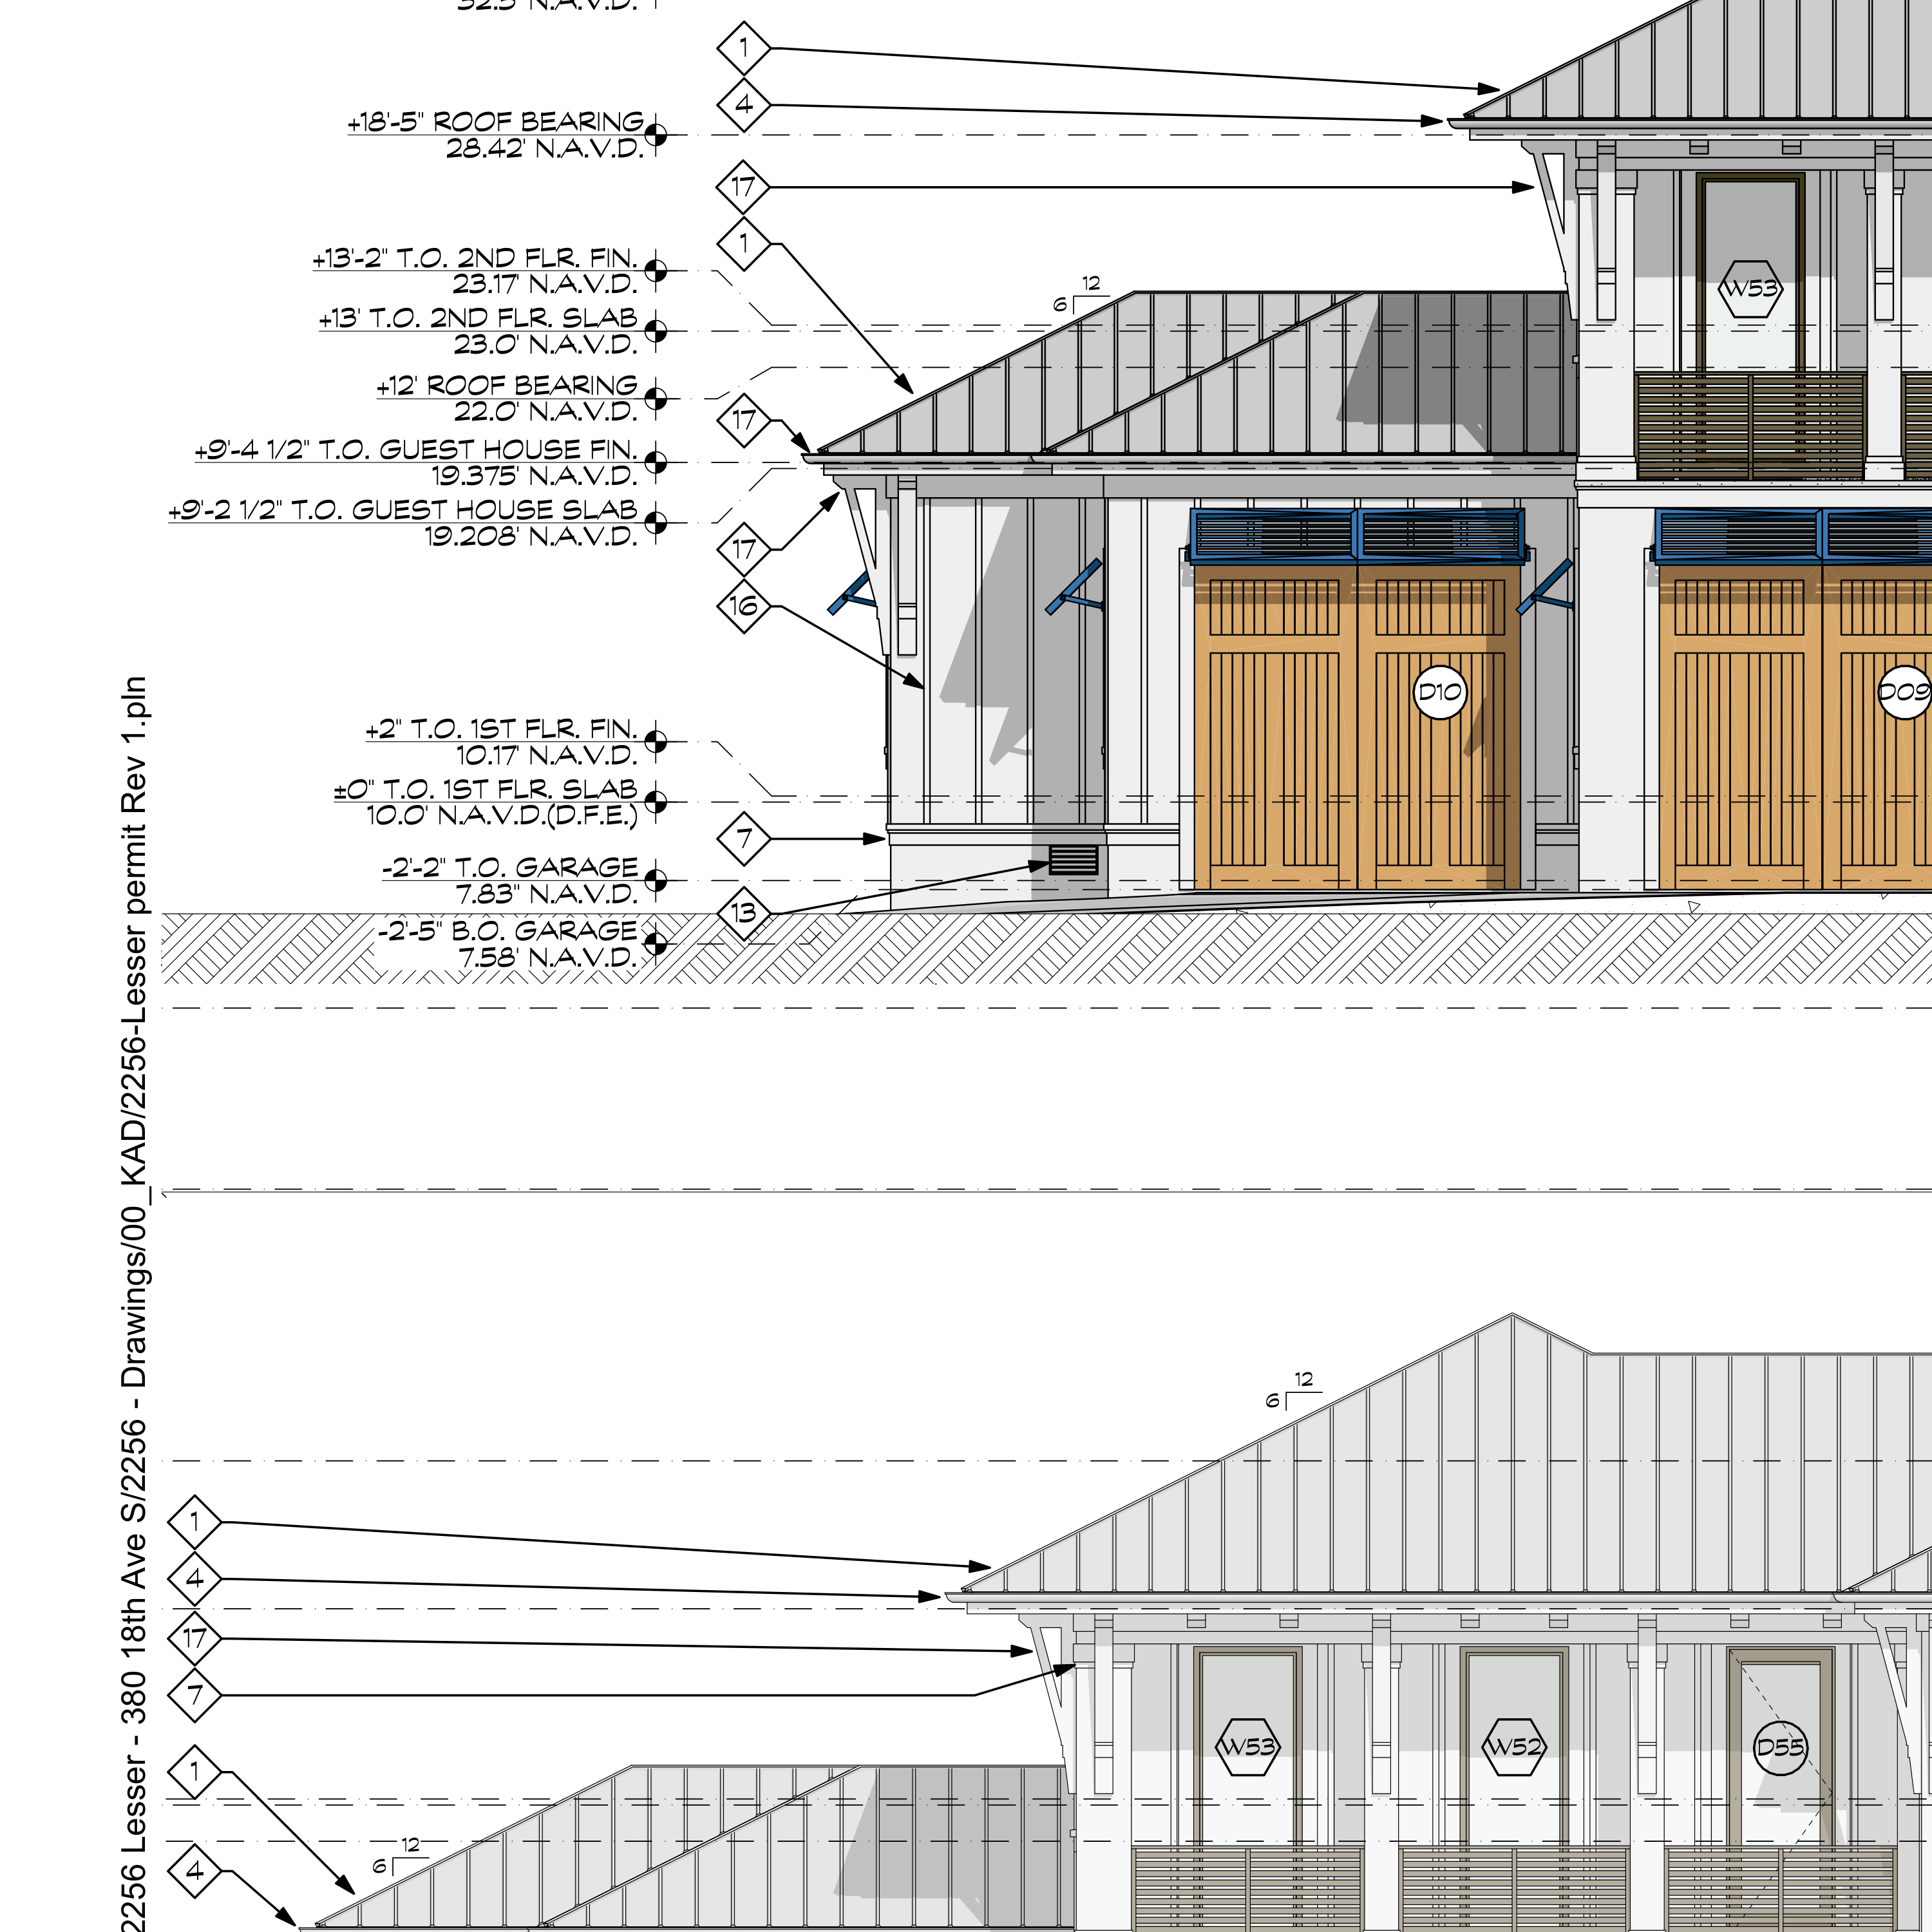 32.5' N.A.V.D.
1
4
+18'-5" ROOF BEARING
28.42' N.A.V.D.
17
1
+13'-2" T.O. 2ND FLR. FIN.
23.17' N.A.V.D.
12
6
W53
+13' T.O. 2ND FLR. SLAB
23.0' N.A.V.D.
+12' ROOF BEARING
22.0' N.A.V.D.
17
+9'-4 1/2" T.O. GUEST HOUSE FIN.
19.375' N.A.V.D.
+9'-2 1/2" T.O. GUEST HOUSE SLAB
19.208' N.A.V.D.
17
16
D10
D09
+2" T.O. 1ST FLR. FIN.
10.17' N.A.V.D.
±0" T.O. 1ST FLR. SLAB
10.0' N.A.V.D.(D.F.E.)
7
-2'-2" T.O. GARAGE
7.83" N.A.V.D.
13
-2'-5" B.O. GARAGE
7.58' N.A.V.D.
2256 Lesser - 380 18th Ave S/2256 - Drawings/00_KAD/2256-Lesser permit Rev 1.pln
12
6
1
4
17
7
W53
W52
D55
1
12
6
4